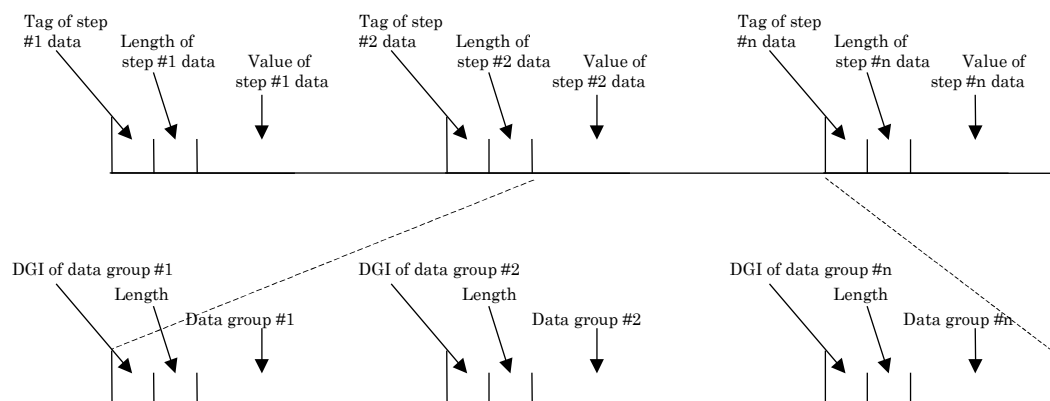 Tag of step
#1 data
Length of
step #1 data
Value of
step #1 data
Tag of step
#2 data
Length of
step #2 data
Value of
step #2 data
Tag of step
#n data
Length of
step #n data
Value of
step #n data
DGI of data group #1
Length
Data group #1
DGI of data group #2
Length
Data group #2
DGI of data group #n
Length
Data group #n